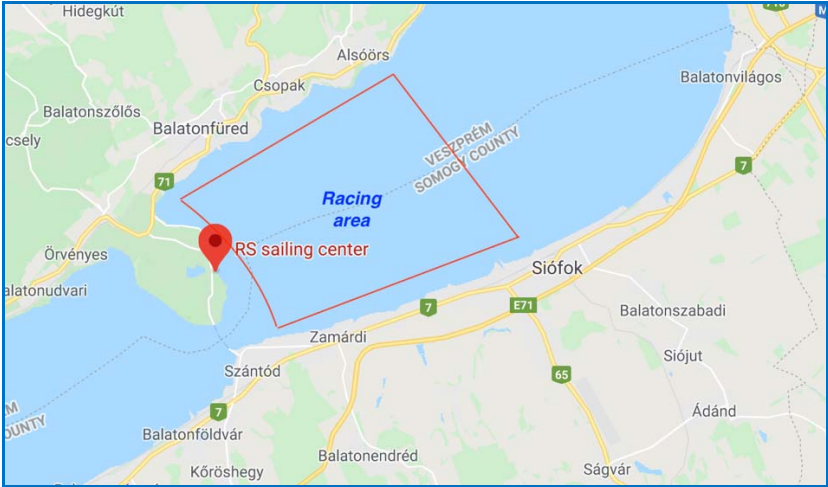 Hidegkút
Alsóörs
Csopak
Balatonvilágos
Balatonszőlős
Balatonfüred
csely
VESZPRÉM
SOMOGY COUNTY
7
71
Racing
area
RS sailing center
Örvényes
Siófok
alatonudvari
7
E71
Balatonszabadi
Zamárdi
Siójut
Szántód
65
7
Ádánd
OUNTY
Balatonföldvár
Balatonendréd
Kőröshegy
Ságvár